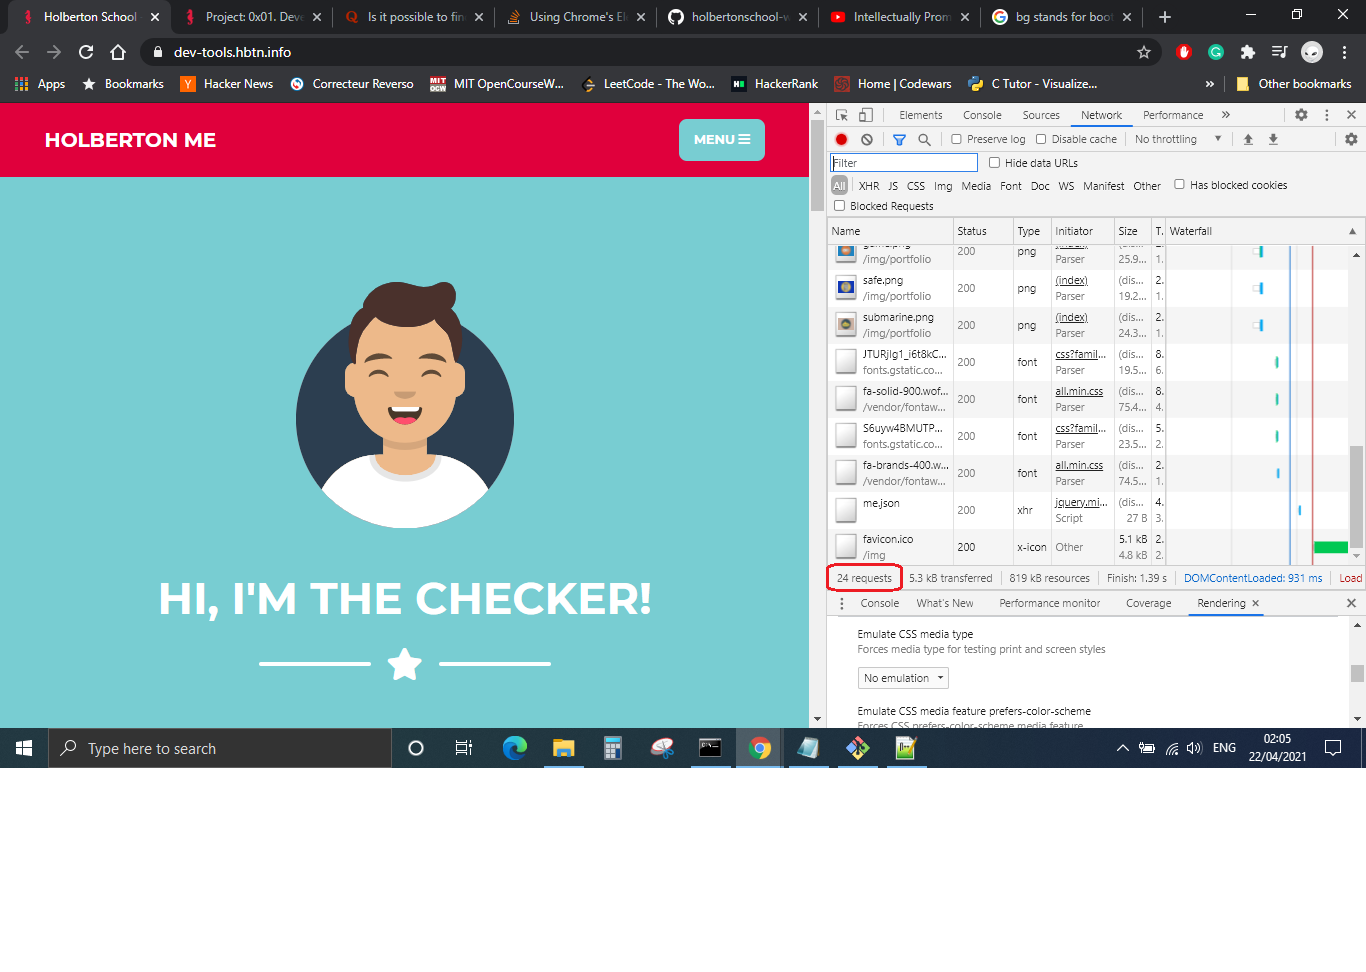 Holberton School
Project: 0x01. Deve
Is it possible to fin
Using Chrome's El
holbertonschool-w
Intellectually Prom
bg stands for boot
dev-tools.hbtn.info
Apps
Bookmarks
Hacker News
Correcteur Reverso
MIT OpenCourseW...
LeetCode - The Wo...
HackerRank
Home | Codewars
C Tutor - Visualize...
»
Other bookmarks
HOLBERTON ME
MENU
HI, I'M THE CHECKER!
Elements
Console
Sources
Network
Performance
»
Preserve log
Disable cache
No throttling
Filter
Hide data URLs
All
XHR
JS
CSS
Img
Media
Font
Doc
WS
Manifest
Other
Has blocked cookies
Blocked Requests
Name
Status
Type
Initiator
Size
T.
Waterfall
game.png
/img/portfolio
200
png
(index)
Parser
25.9...
1.
safe.png
/img/portfolio
200
png
(index)
Parser
(dis...
19.2...
2.
1.
submarine.png
/img/portfolio
200
png
(index)
Parser
(dis...
24.3...
2.
1.
JTURjIg1_i6t8kC...
fonts.gstatic.co...
200
font
css?famil...
Parser
(dis...
19.5...
8.
6.
fa-solid-900.wof...
/vendor/fontaw...
200
font
all.min.css
Parser
(dis...
75.4...
8.
4.
S6uyw4BMUTP...
fonts.gstatic.co...
200
font
css?famil...
Parser
(dis...
23.5...
5.
2.
fa-brands-400.w...
/vendor/fontaw...
200
font
all.min.css
Parser
(dis...
74.5...
2.
1.
me.json
200
xhr
jquery.mi...
Script
(dis...
27 B
4.
3.
favicon.ico
/img
200
x-icon
Other
5.1 kB
4.8 kB
2.
2.
24 requests
5.3 kB transferred
819 kB resources
Finish: 1.39 s
DOMContentLoaded: 931 ms
Load
Console
What's New
Performance monitor
Coverage
Rendering
Emulate CSS media type
Forces media type for testing print and screen styles
No emulation
Emulate CSS media feature prefers-color-scheme
Forces CSS prefers-color-scheme media feature
Type here to search
ENG
02:05
22/04/2021